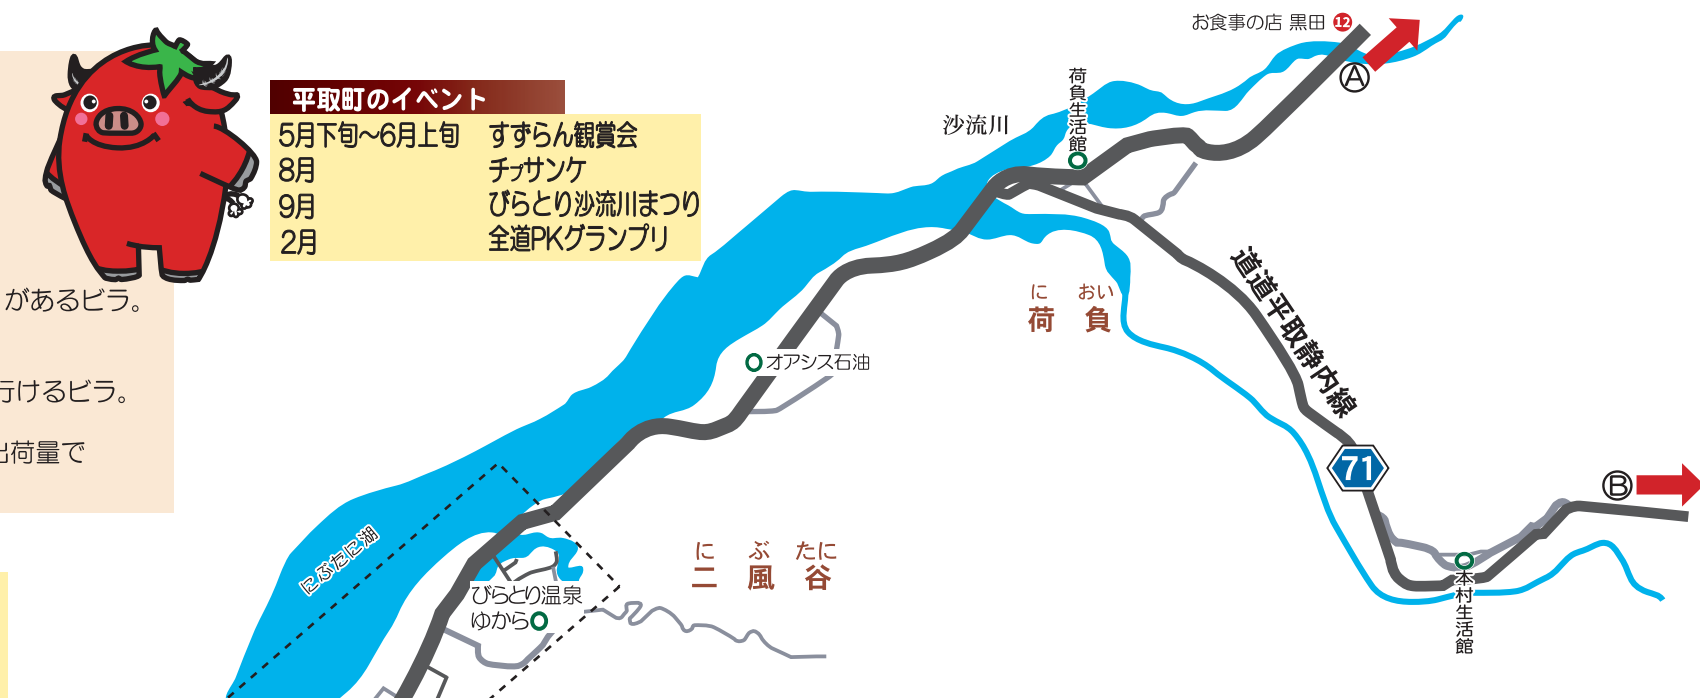 平取町のイベント
5月下旬～6月上旬 すずらん観賞会
8月 チプサンケ
9月 びらとり沙流川まつり
2月 全道PKグランプリ
があるビラ。
行けるビラ。
出荷量で
お食事の店 黒田 12
A
荷負生活館
沙流川
に おい
荷負
道道平取静内線
71
B
本村生活館
オアシス石油
にぶたに湖
に ぶ たに
二風谷
びらとり温泉
ゆから